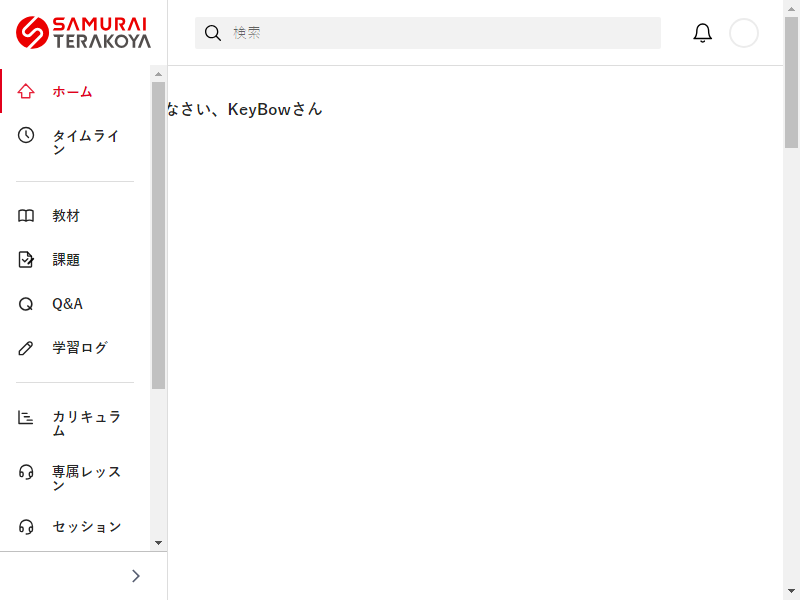 SAMURAI
TERAKOYA
検索
ホーム
タイムライ
ン
教材
課題
Q&A
学習ログ
カリキュラ
ム
専属レッス
ン
セッション
なさい、KeyBowさん